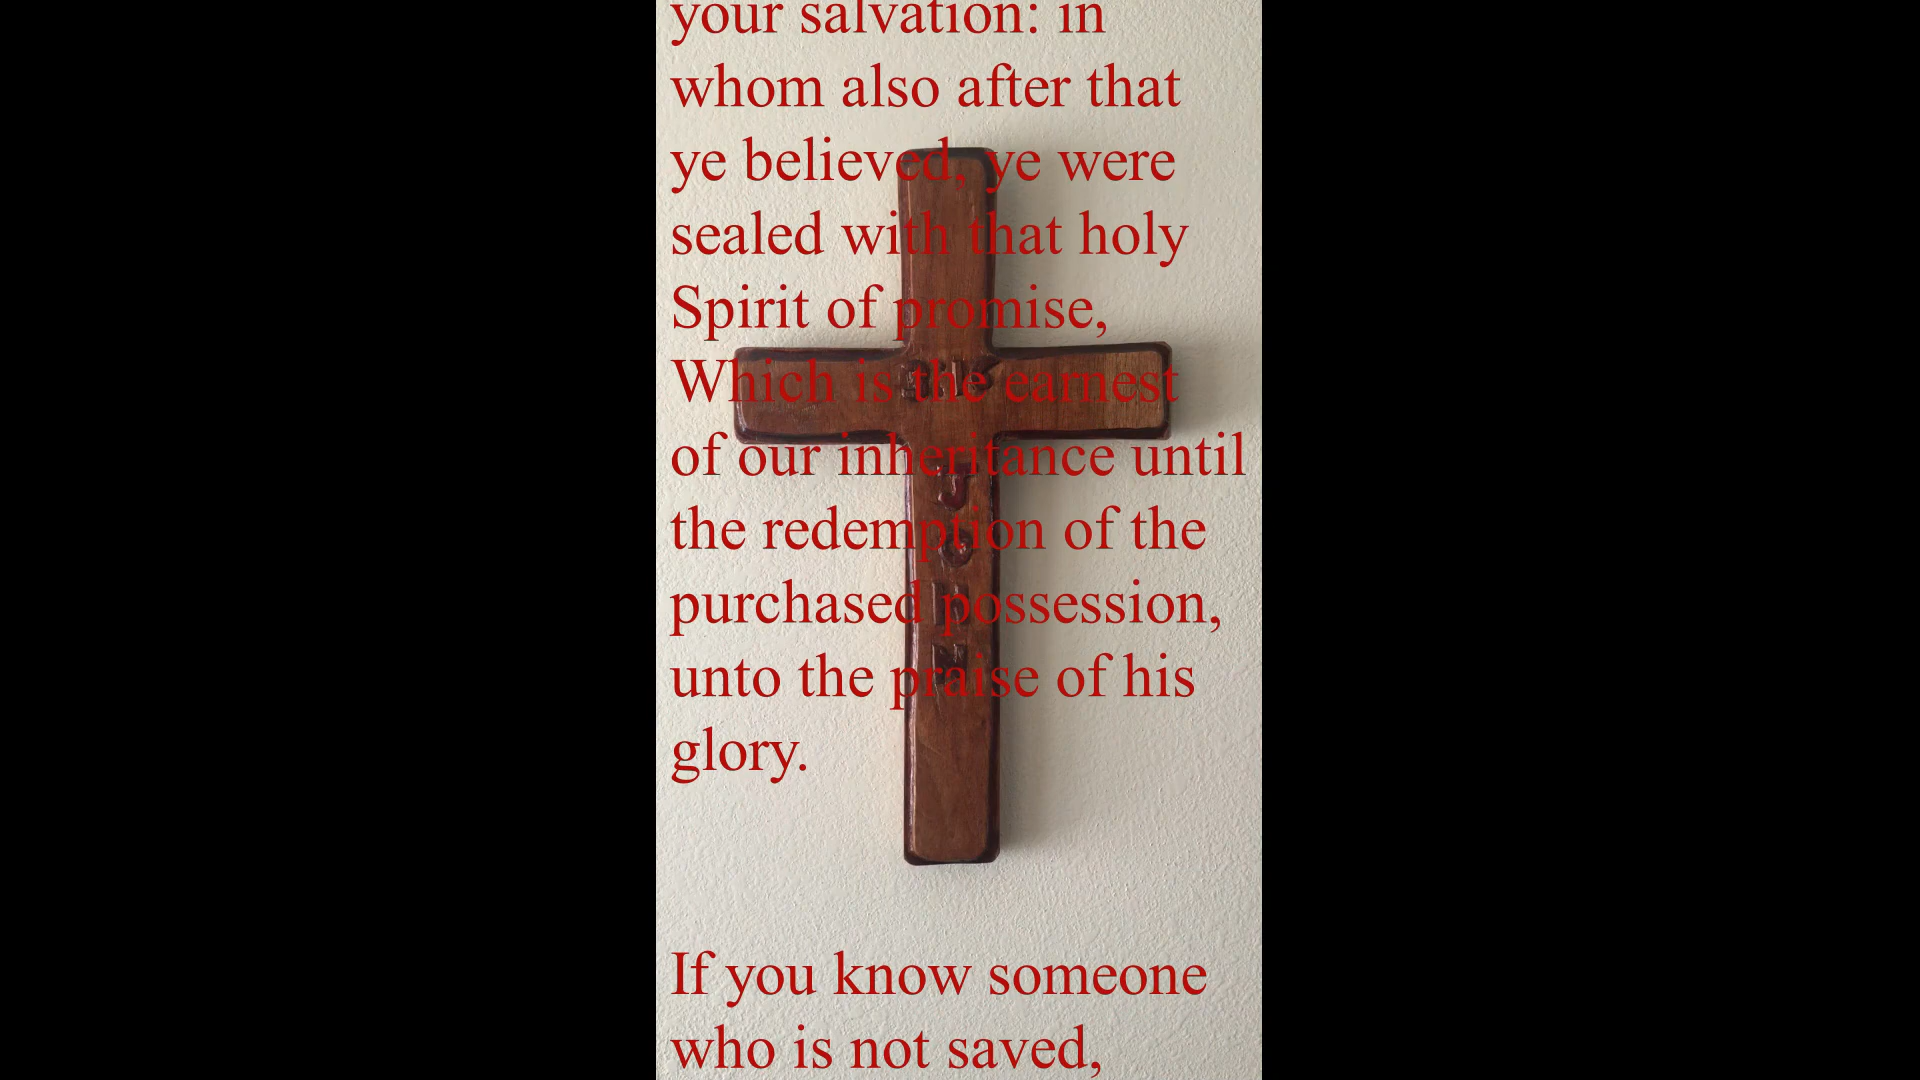 your salvation: in
whom also after that
ye believed, ye were
sealed with that holy
Spirit of promise,
Which is the earnest
of our inheritance until
the redemption of the
purchased possession,
unto the praise of his
glory.
If you know someone
who is not saved,
J
O
H
N